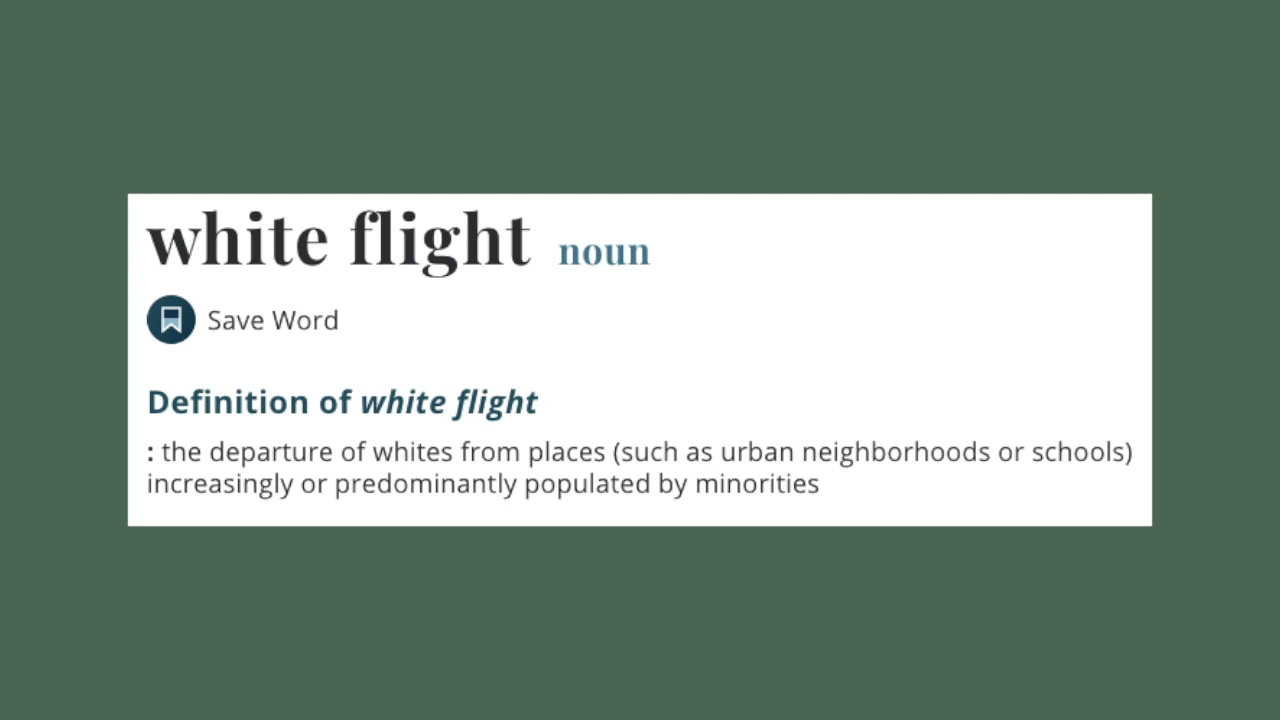 white flight noun
Save Word
Definition of white flight
: the departure of whites from places (such as urban neighborhoods or schools)
increasingly or predominantly populated by minorities